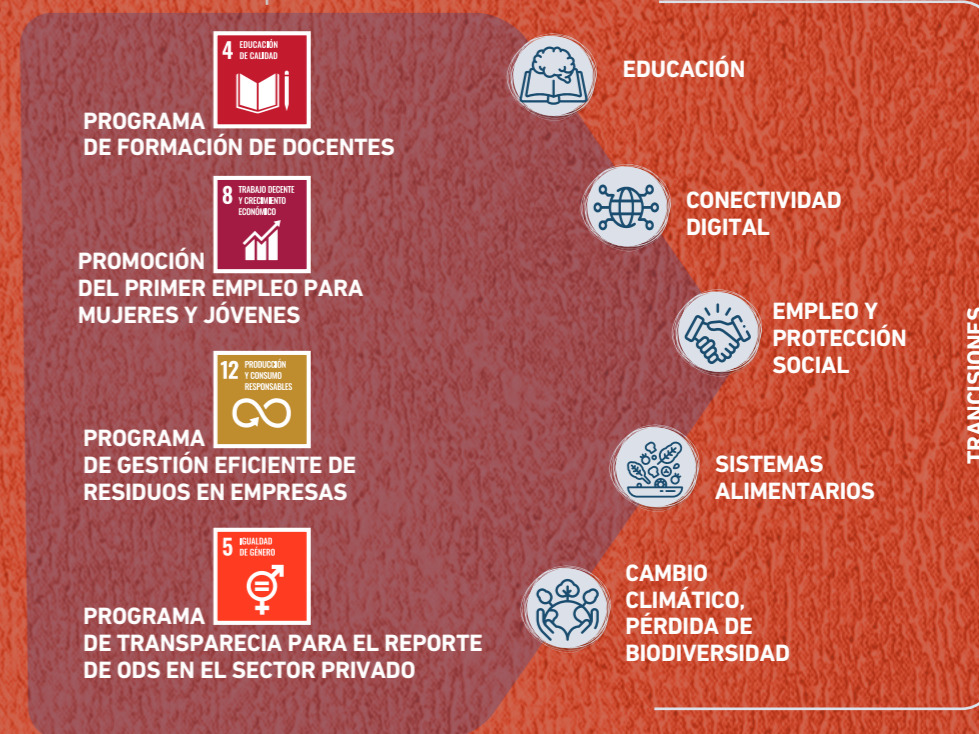 4 EDUCACIÓN
DE CALIDAD
PROGRAMA
DE FORMACIÓN DE DOCENTES
8 TRABAJO DECENTE
Y CRECIMIENTO
ECONÓMICO
PROMOCIÓN
DEL PRIMER EMPLEO PARA
MUJERES Y JÓVENES
12 PRODUCCIÓN
Y CONSUMO
RESPONSABLES
PROGRAMA
DE GESTIÓN EFICIENTE DE
RESIDUOS EN EMPRESAS
5 IGUALDAD
DE GÉNERO
PROGRAMA
DE TRANSPARECIA PARA EL REPORTE
DE ODS EN EL SECTOR PRIVADO
EDUCACIÓN
CONECTIVIDAD
DIGITAL
EMPLEO Y
PROTECCIÓN
SOCIAL
SISTEMAS
ALIMENTARIOS
CAMBIO
CLIMÁTICO,
PÉRDIDA DE
BIODIVERSIDAD
TRANCISIONES